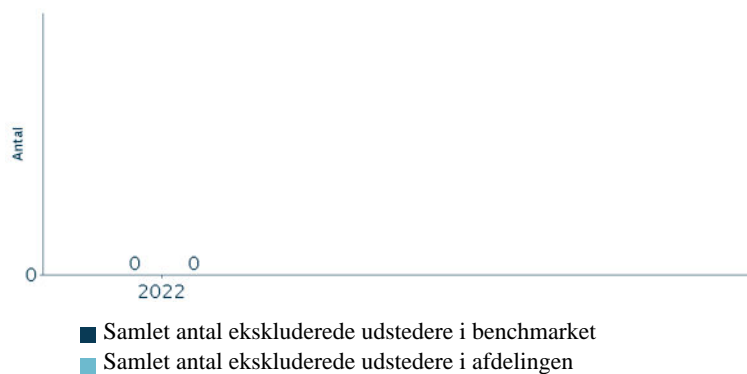 Antal
0 0
0
2022
Samlet antal ekskluderede udstedere i benchmarket
Samlet antal ekskluderede udstedere i afdelingen